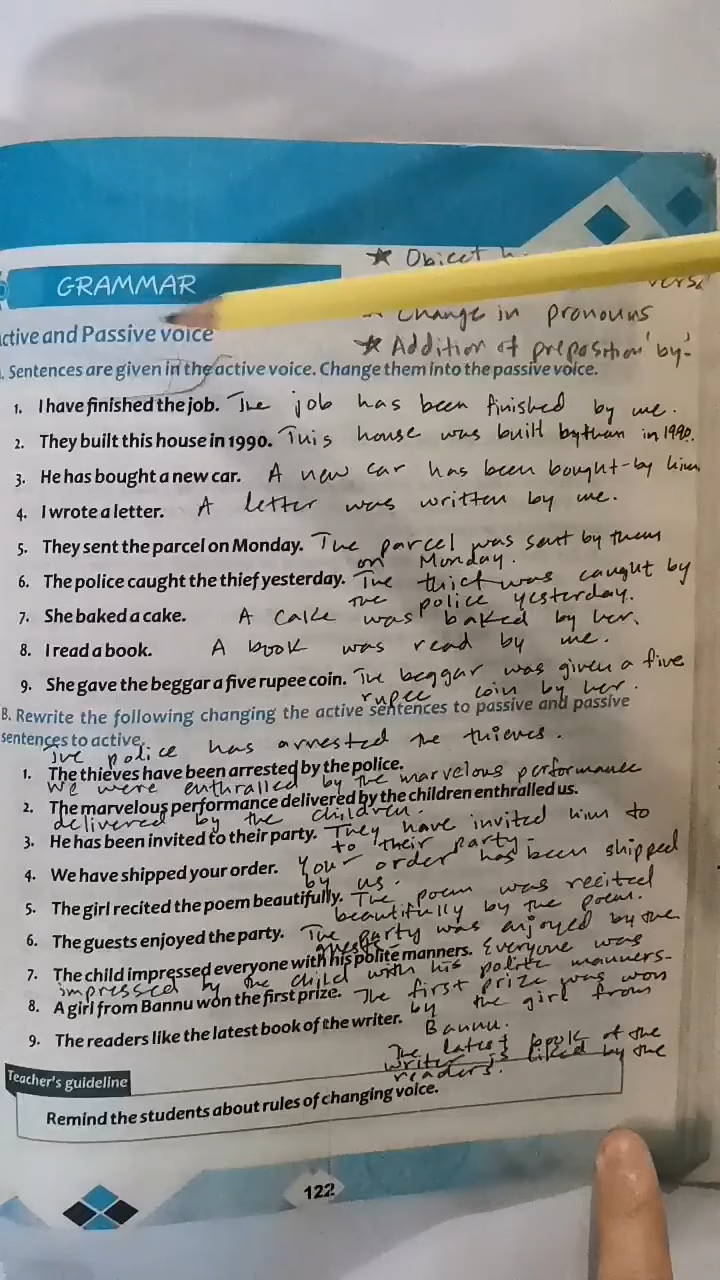 ★ Object
GRAMMAR
versa
change in pronouns
ctive and Passive voice
★ Addition of preposition 'by'
. Sentences are given in the active voice. Change them into the passive voice.
1. I have finished the job. The job has been finished by me.
2. They built this house in 1990. This house was built by them in 1990.
3. He has bought a new car. A new car has been bought by him
4. I wrote a letter. A letter was written by me.
5. They sent the parcel on Monday. The parcel was sent by them
on Monday.
6. The police caught the thief yesterday. The thief was caught by
the police yesterday.
7. She baked a cake. A cake was baked by her.
8. I read a book. A book was read by me.
9. She gave the beggar a five rupee coin. The beggar was given a five
rupee coin by her.
B. Rewrite the following changing the active sentences to passive and passive
sentences to active.
The police has arrested the thieves.
1. The thieves have been arrested by the police.
We were enthralled by the marvelous performance
2. The marvelous performance delivered by the children enthralled us.
delivered by the children.
3. He has been invited to their party. They have invited him to
to their party.
4. We have shipped your order. Your order has been shipped
by us.
5. The girl recited the poem beautifully. The poem was recited
beautifully by the poem.
6. The guests enjoyed the party. The party was enjoyed by the
guests.
7. The child impressed everyone with his polite manners. Everyone was
impressed by the child with his polite manners.
8. A girl from Bannu won the first prize. The first prize was won
by the girl from
Bannu.
9. The readers like the latest book of the writer.
The latest book of the
writer is liked by the
readers.
Teacher's guideline
Remind the students about rules of changing voice.
122